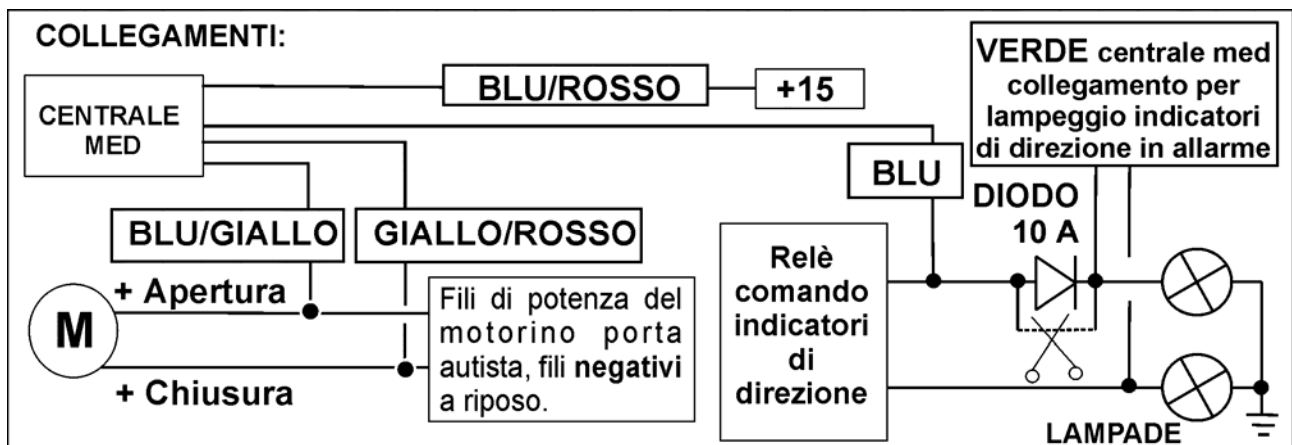 COLLEGAMENTI:
CENTRALE
MED
BLU/ROSSO
+15
VERDE centrale med
collegamento per
lampeggio indicatori
di direzione in allarme
BLU
DIODO
10 A
BLU/GIALLO
GIALLO/ROSSO
+ Apertura
M
+ Chiusura
Fili di potenza del
motorino porta
autista, fili negativi
a riposo.
Relè
comando
indicatori
di
direzione
LAMPADE